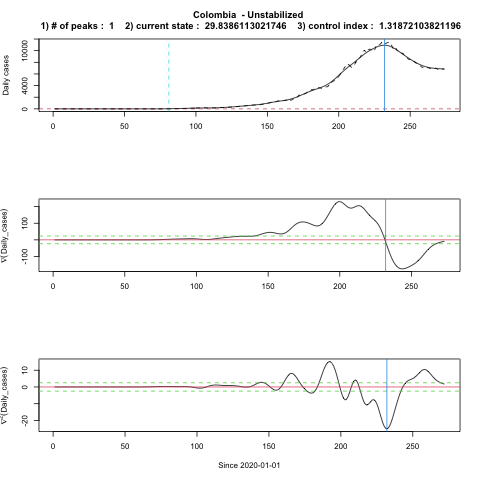 Colombia - Unstabilized
1) # of peaks : 1 2) current state : 29.8386113021746 3) control index : 1.31872103821196
Daily cases
0 4000 10000
0 50 100 150 200 250
∇(Daily_cases)
-100 0 100
0 50 100 150 200 250
∇²(Daily_cases)
-20 0 10
0 50 100 150 200 250
Since 2020-01-01